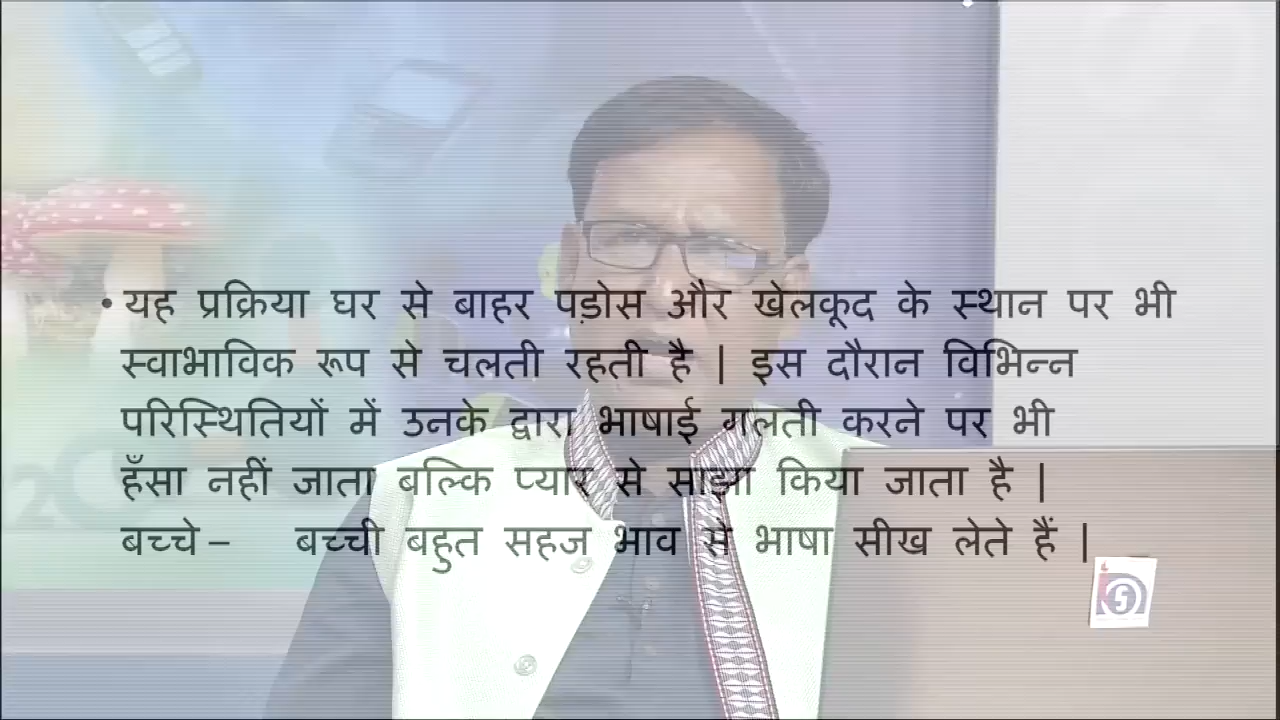 • यह प्रक्रिया घर से बाहर पड़ोस और खेलकूद के स्थान पर भी
स्वाभाविक रूप से चलती रहती है | इस दौरान विभिन्न
परिस्थितियों में उनके द्वारा भाषाई गलती करने पर भी
हँसा नहीं जाता बल्कि प्यार से साझा किया जाता है |
बच्चे – बच्ची बहुत सहज भाव से भाषा सीख लेते हैं |